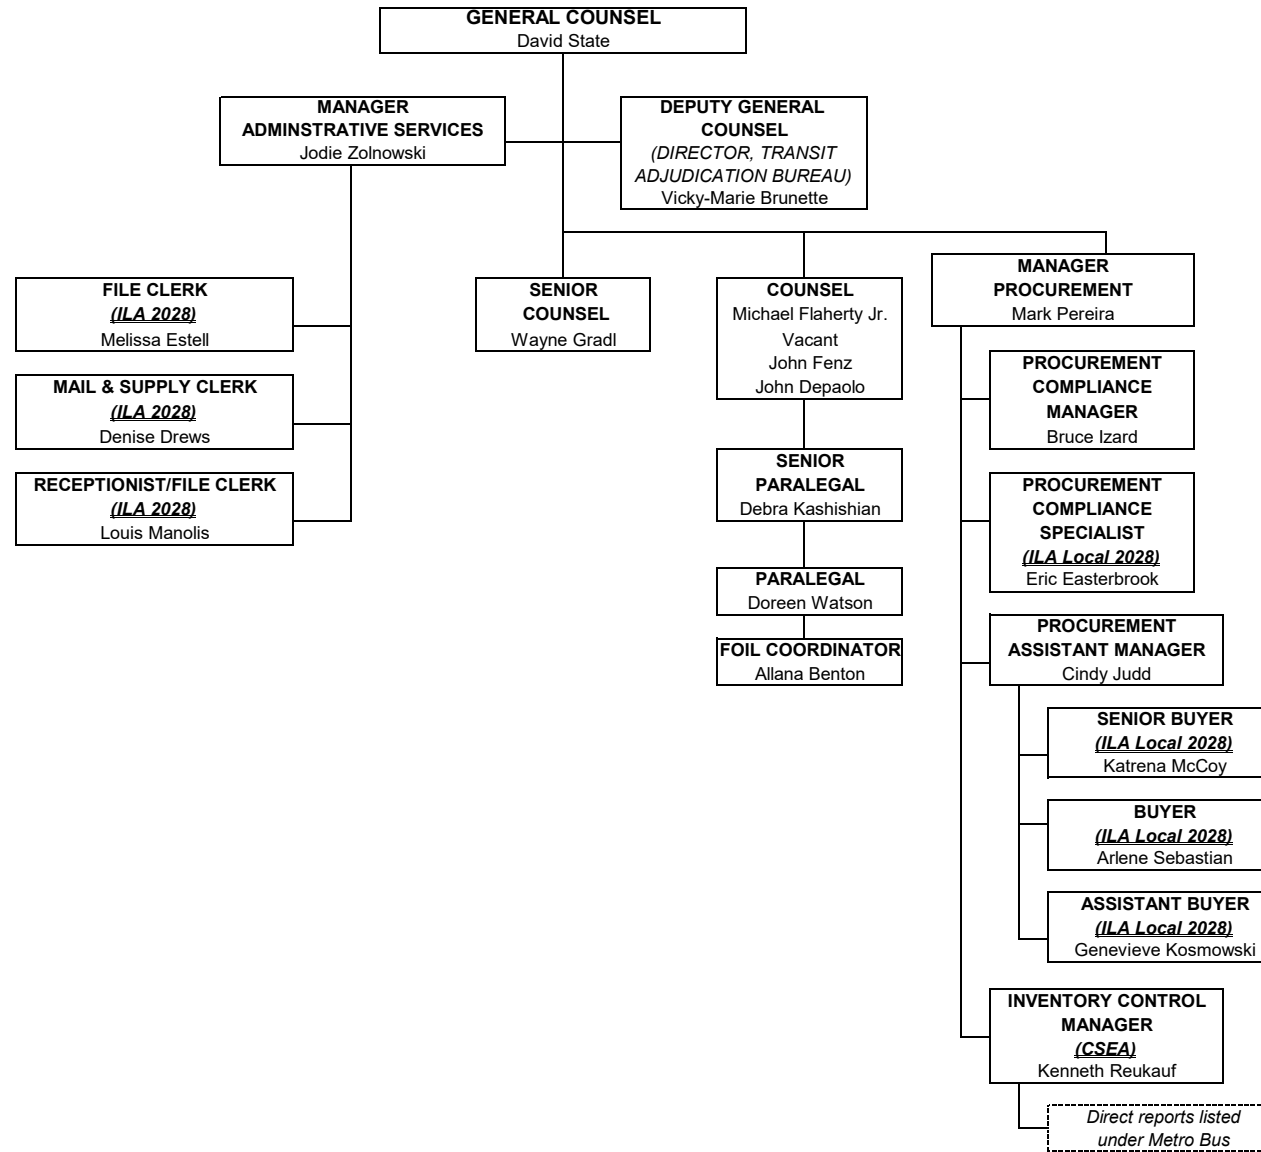 GENERAL COUNSEL
David State
MANAGER
ADMINSTRATIVE SERVICES
Jodie Zolnowski
DEPUTY GENERAL
COUNSEL
(DIRECTOR, TRANSIT
ADJUDICATION BUREAU)
Vicky-Marie Brunette
FILE CLERK
(ILA 2028)
Melissa Estell
MAIL & SUPPLY CLERK
(ILA 2028)
Denise Drews
RECEPTIONIST/FILE CLERK
(ILA 2028)
Louis Manolis
SENIOR
COUNSEL
Wayne Gradl
COUNSEL
Michael Flaherty Jr.
Vacant
John Fenz
John Depaolo
SENIOR
PARALEGAL
Debra Kashishian
PARALEGAL
Doreen Watson
FOIL COORDINATOR
Allana Benton
MANAGER
PROCUREMENT
Mark Pereira
PROCUREMENT
COMPLIANCE
MANAGER
Bruce Izard
PROCUREMENT
COMPLIANCE
SPECIALIST
(ILA Local 2028)
Eric Easterbrook
PROCUREMENT
ASSISTANT MANAGER
Cindy Judd
SENIOR BUYER
(ILA Local 2028)
Katrena McCoy
BUYER
(ILA Local 2028)
Arlene Sebastian
ASSISTANT BUYER
(ILA Local 2028)
Genevieve Kosmowski
INVENTORY CONTROL
MANAGER
(CSEA)
Kenneth Reukauf
Direct reports listed
under Metro Bus